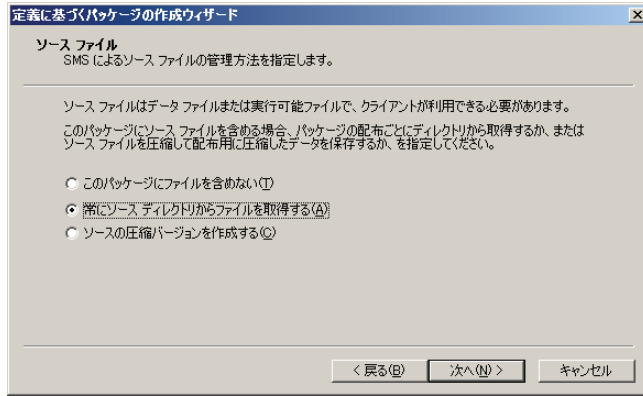 定義に基づくパッケージの作成ウィザード
ソース ファイル
SMS によるソース ファイルの管理方法を指定します。
ソース ファイルはデータ ファイルまたは実行可能ファイルで、クライアントが利用できる必要があります。
このパッケージにソース ファイルを含める場合、パッケージの配布ごとにディレクトリから取得するか、または
ソース ファイルを圧縮して配布用に圧縮したデータを保存するか、を指定してください。
このパッケージにファイルを含めない(T)
常にソース ディレクトリからファイルを取得する(A)
ソースの圧縮バージョンを作成する(C)
< 戻る(B) 次へ(N) > キャンセル